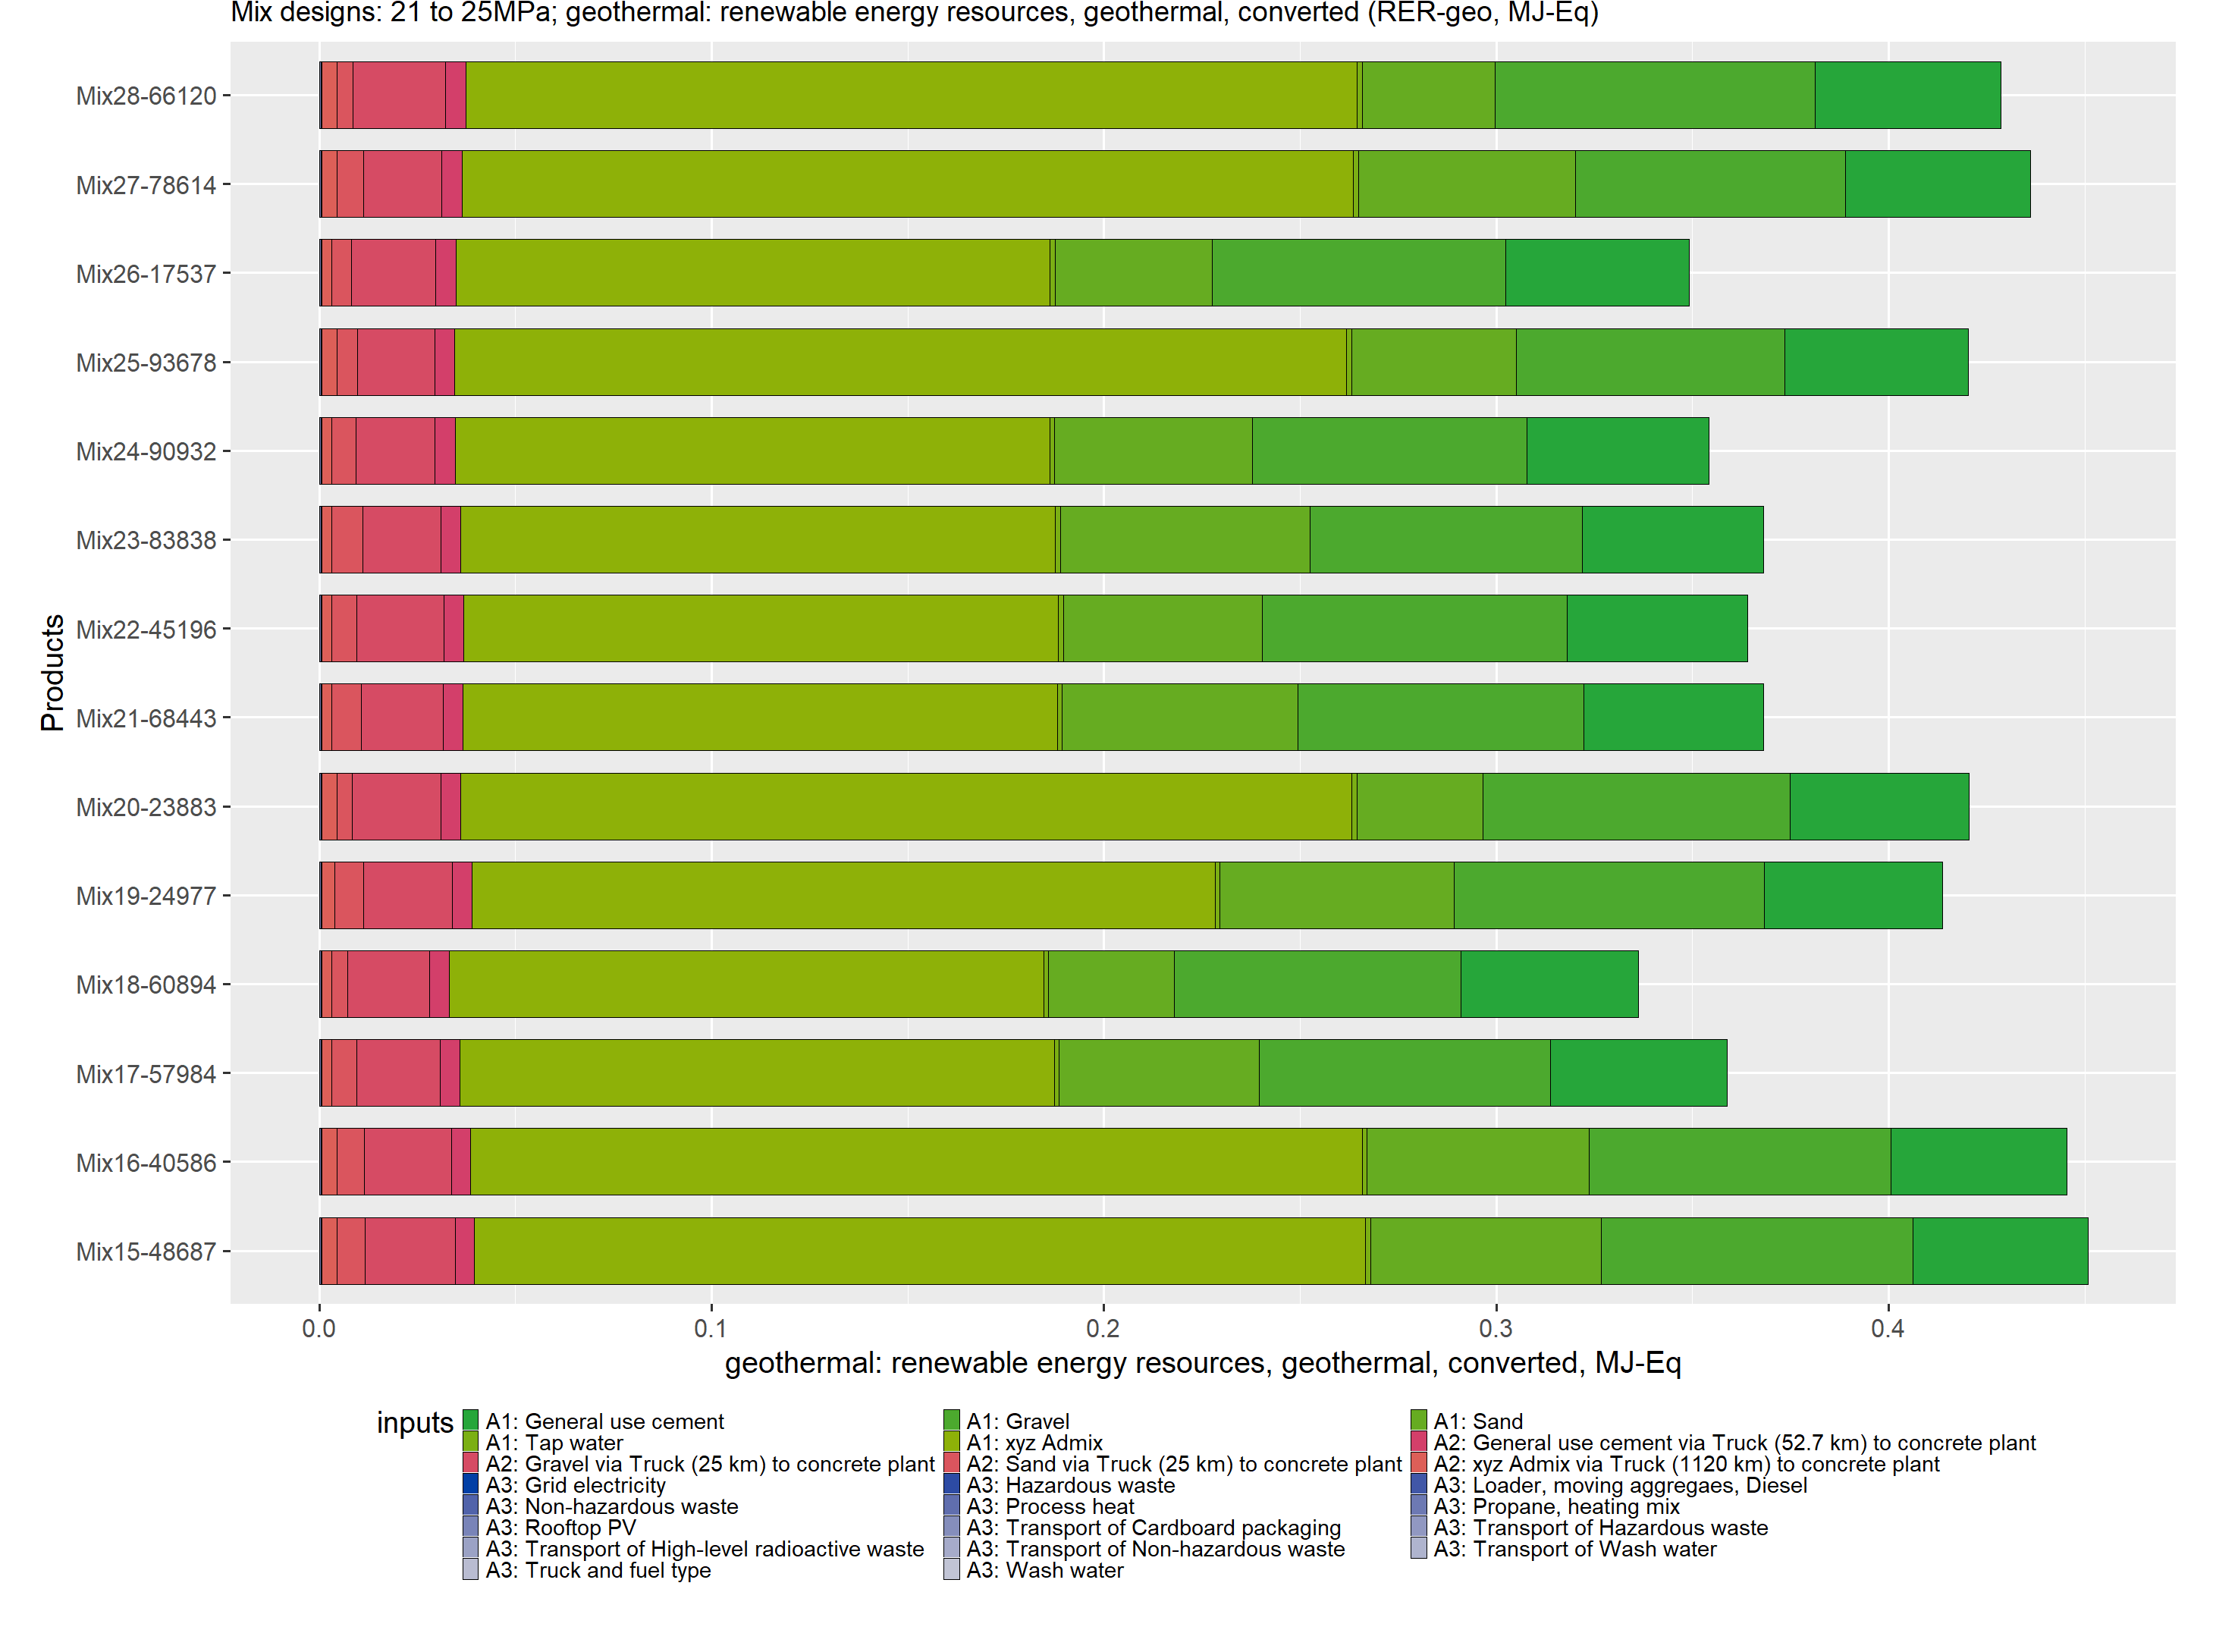 Mix designs: 21 to 25MPa; geothermal: renewable energy resources, geothermal, converted (RER-geo, MJ-Eq)
Products
Mix28-66120
Mix27-78614
Mix26-17537
Mix25-93678
Mix24-90932
Mix23-83838
Mix22-45196
Mix21-68443
Mix20-23883
Mix19-24977
Mix18-60894
Mix17-57984
Mix16-40586
Mix15-48687
0.0 0.1 0.2 0.3 0.4
geothermal: renewable energy resources, geothermal, converted, MJ-Eq
inputs
A1: General use cement A1: Gravel A1: Sand
A1: Tap water A1: xyz Admix A2: General use cement via Truck (52.7 km) to concrete plant
A2: Gravel via Truck (25 km) to concrete plant A2: Sand via Truck (25 km) to concrete plant A2: xyz Admix via Truck (1120 km) to concrete plant
A3: Grid electricity A3: Hazardous waste A3: Loader, moving aggregaes, Diesel
A3: Non-hazardous waste A3: Process heat A3: Propane, heating mix
A3: Rooftop PV A3: Transport of Cardboard packaging A3: Transport of Hazardous waste
A3: Transport of High-level radioactive waste A3: Transport of Non-hazardous waste A3: Transport of Wash water
A3: Truck and fuel type A3: Wash water